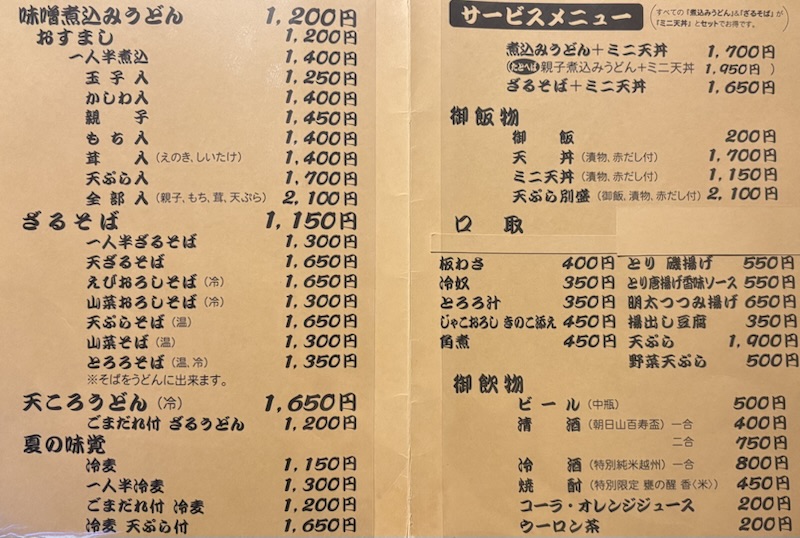 味噌煮込みうどん 1,200円
おすまし 1,200円
一人半煮込 1,400円
玉子入 1,250円
かしわ入 1,400円
親子 1,450円
もち入 1,400円
茸入(えのき、しいたけ) 1,400円
天ぷら入 1,700円
全部入(親子、もち、茸、天ぷら) 2,100円
ざるそば 1,150円
一人半ざるそば 1,300円
天ざるそば 1,650円
えびおろしそば(冷) 1,650円
山菜おろしそば(冷) 1,300円
天ぷらそば(温) 1,650円
山菜そば(温) 1,300円
とろろそば(温、冷) 1,350円
※そばをうどんに出来ます。
天ころうどん(冷) 1,650円
ごまだれ付 ざるうどん 1,200円
夏の味覚
冷麦 1,150円
一人半冷麦 1,300円
ごまだれ付 冷麦 1,200円
冷麦 天ぷら付 1,650円
サービスメニュー
(すべての『煮込みうどん』&『ざるそば』が
『ミニ天丼』とセットでお得です。)
煮込みうどん+ミニ天丼 1,700円
(たとえば 親子煮込みうどん+ミニ天丼 1,950円)
ざるそば+ミニ天丼 1,650円
御飯物
御飯 200円
天丼(漬物、赤だし付) 1,700円
ミニ天丼(漬物、赤だし付) 1,150円
天ぷら別盛(御飯、漬物、赤だし付) 2,100円
口取
板わさ 400円
冷奴 350円
とろろ汁 350円
じゃこおろし きのこ添え 450円
角煮 450円
とり 磯揚げ 550円
とり唐揚げ香味ソース 550円
明太つつみ揚げ 650円
揚出し豆腐 350円
天ぷら 1,900円
野菜天ぷら 500円
御飲物
ビール(中瓶) 500円
清酒(朝日山百寿盃)一合 400円
二合 750円
冷酒(特別純米越州)一合 800円
焼酎(特別限定 甕の醒 香〈米〉) 450円
コーラ・オレンジジュース 200円
ウーロン茶 200円